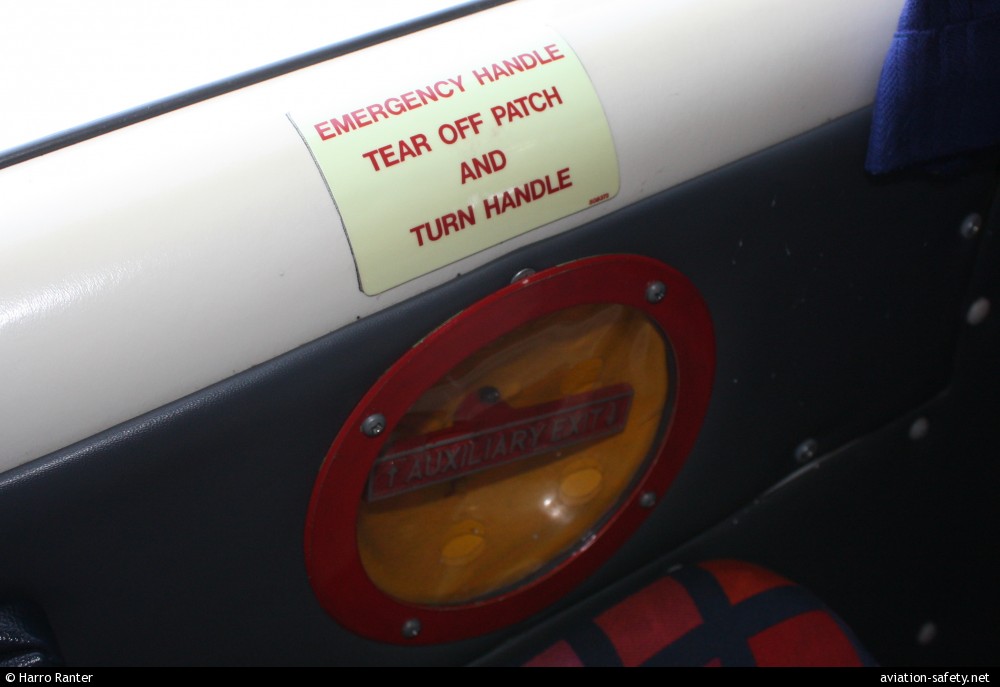 EMERGENCY HANDLE
TEAR OFF PATCH
AND
TURN HANDLE
↑ AUXILIARY EXIT
© Harro Ranter
aviation-safety.net